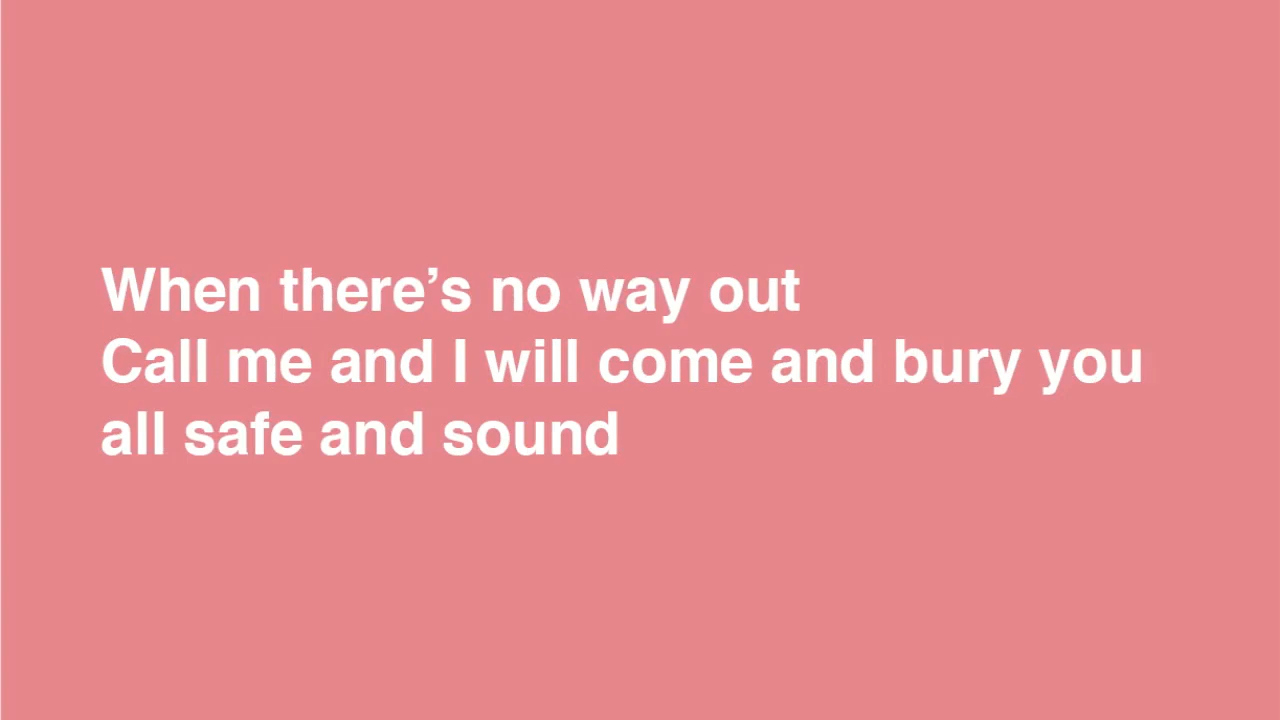 When there’s no way out
Call me and I will come and bury you
all safe and sound